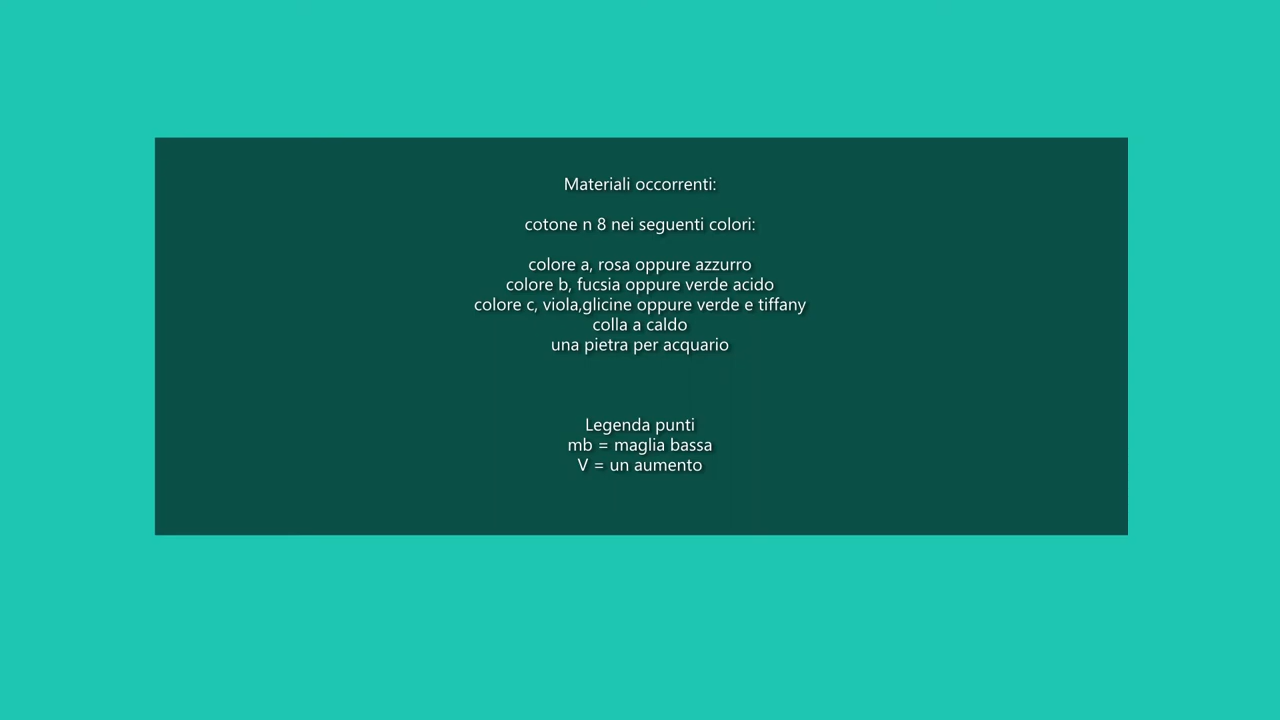 Materiali occorrenti:
cotone n 8 nei seguenti colori:
colore a, rosa oppure azzurro
colore b, fucsia oppure verde acido
colore c, viola,glicine oppure verde e tiffany
colla a caldo
una pietra per acquario
Legenda punti
mb = maglia bassa
V = un aumento